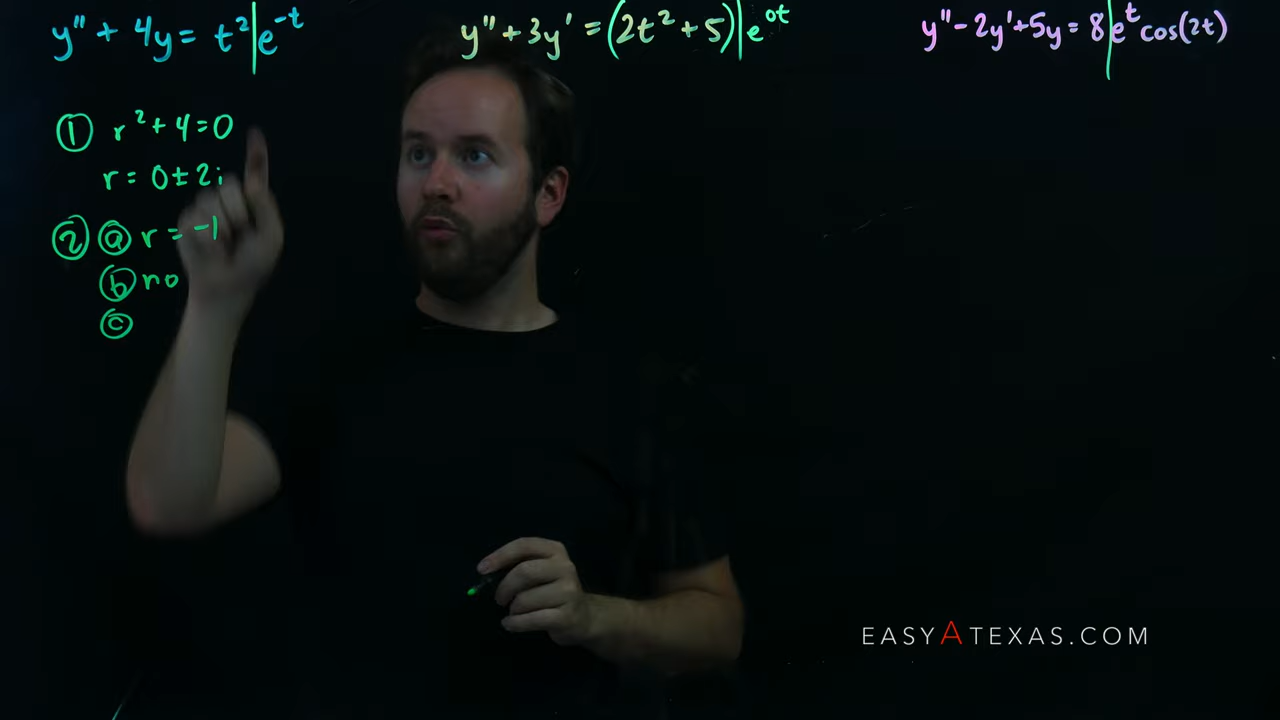 y'' + 4y = t²|e^-t
y'' + 3y' = (2t² + 5)|e^0t
y'' - 2y' + 5y = 8|e^t cos(2t)
① r² + 4 = 0
r = 0 ± 2i
② ⓐ r = -1
ⓑ no
ⓒ
EASYATEXAS.COM